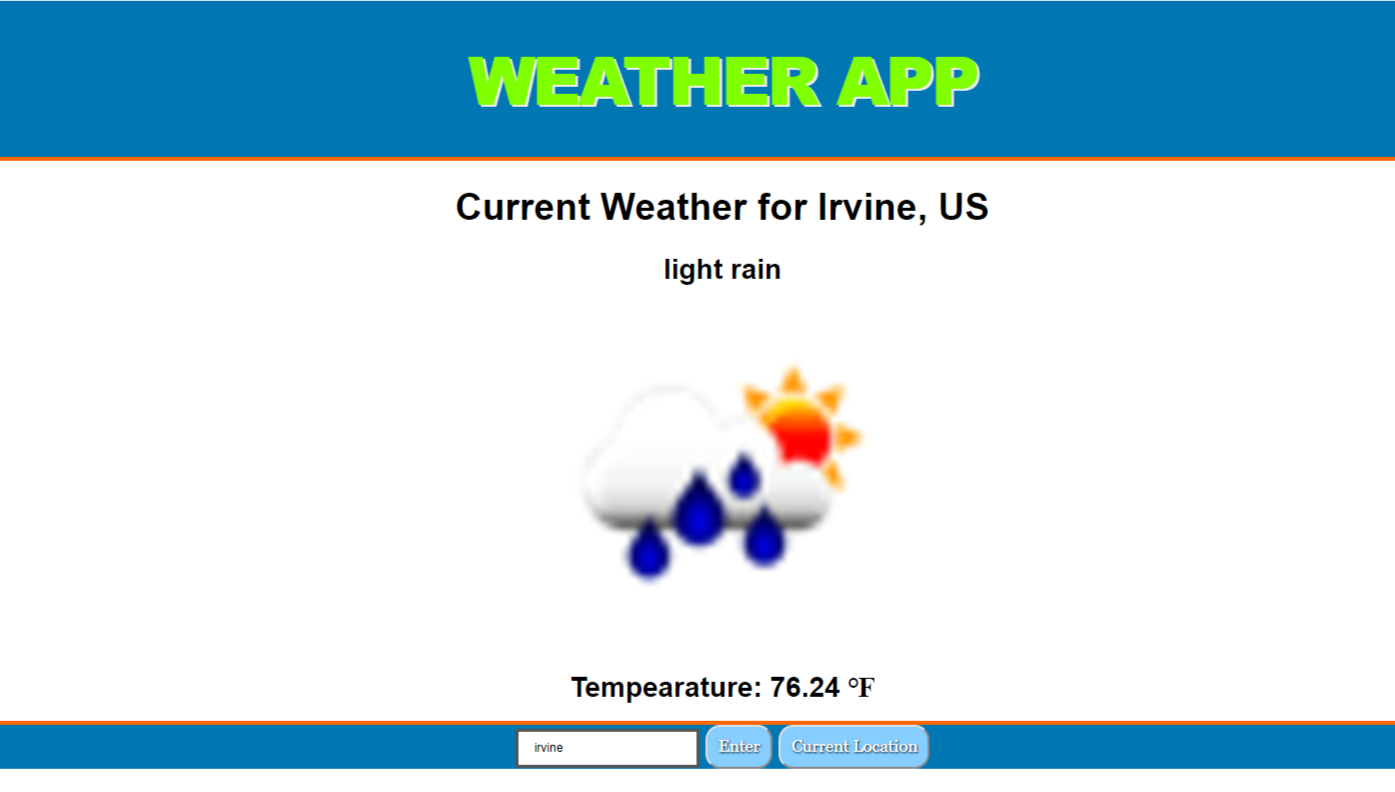 WEATHER APP
Current Weather for Irvine, US
light rain
Tempearature: 76.24 °F
irvine Enter Current Location